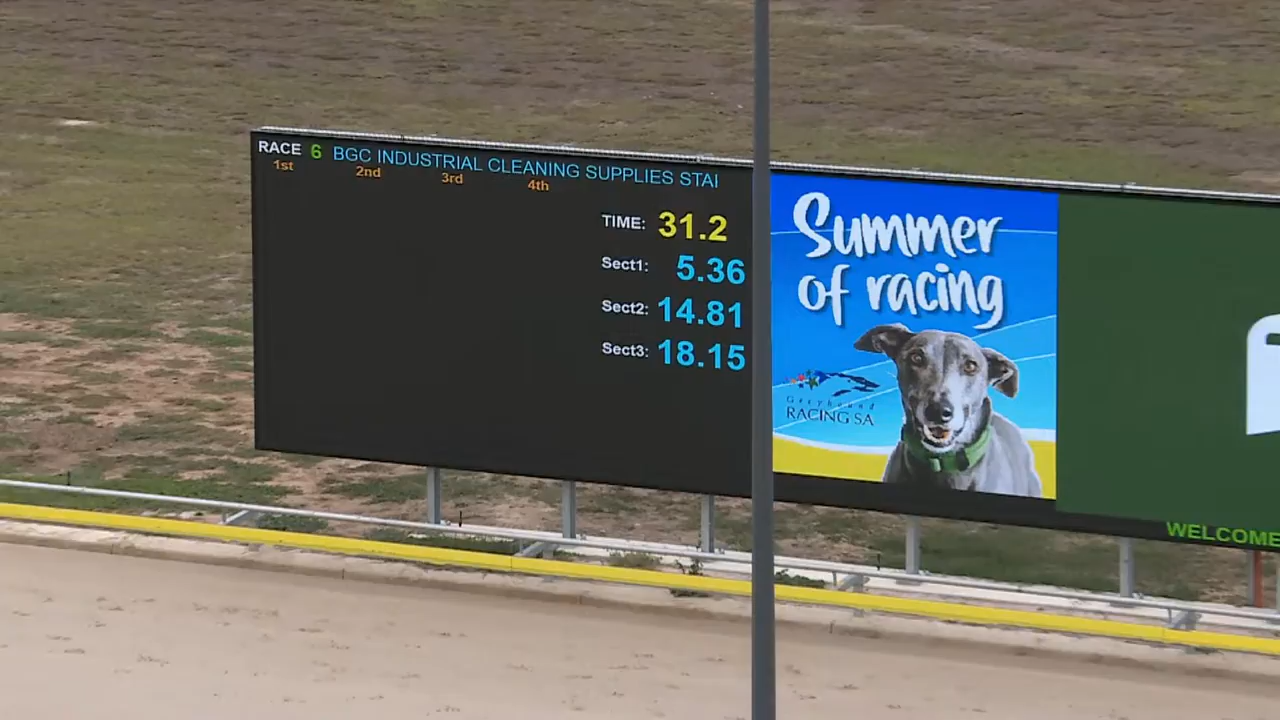 RACE 6 BGC INDUSTRIAL CLEANING SUPPLIES STAI
1st 2nd 3rd 4th
TIME: 31.2
Sect1: 5.36
Sect2: 14.81
Sect3: 18.15
Summer
of racing
Greyhound
RACING SA
WELCOME